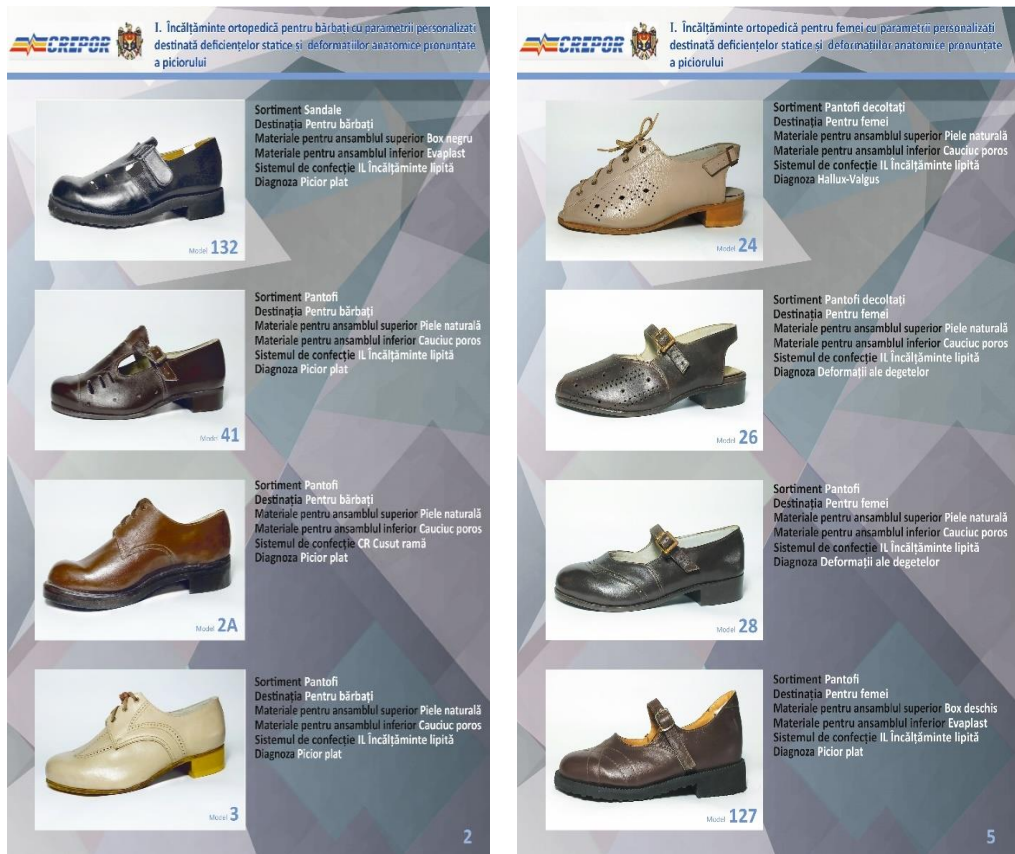 CREPOR
I. Încălțăminte ortopedică pentru bărbați cu parametrii personalizați
destinată deficiențelor statice și deformațiilor anatomice pronunțate
a piciorului
Sortiment Sandale
Destinația Pentru bărbați
Materiale pentru ansamblul superior Box negru
Materiale pentru ansamblul inferior Evaplast
Sistemul de confecție IL Încălțăminte lipită
Diagnoza Picior plat
Model 132
Sortiment Pantofi
Destinația Pentru bărbați
Materiale pentru ansamblul superior Piele naturală
Materiale pentru ansamblul inferior Cauciuc poros
Sistemul de confecție IL Încălțăminte lipită
Diagnoza Picior plat
Model 41
Sortiment Pantofi
Destinația Pentru bărbați
Materiale pentru ansamblul superior Piele naturală
Materiale pentru ansamblul inferior Cauciuc poros
Sistemul de confecție CR Cusut ramă
Diagnoza Picior plat
Model 2A
Sortiment Pantofi
Destinația Pentru bărbați
Materiale pentru ansamblul superior Piele naturală
Materiale pentru ansamblul inferior Cauciuc poros
Sistemul de confecție IL Încălțăminte lipită
Diagnoza Picior plat
Model 3
2
CREPOR
I. Încălțăminte ortopedică pentru femei cu parametrii personalizați
destinată deficiențelor statice și deformațiilor anatomice pronunțate
a piciorului
Sortiment Pantofi decoltați
Destinația Pentru femei
Materiale pentru ansamblul superior Piele naturală
Materiale pentru ansamblul inferior Cauciuc poros
Sistemul de confecție IL Încălțăminte lipită
Diagnoza Hallux-Valgus
Model 24
Sortiment Pantofi decoltați
Destinația Pentru femei
Materiale pentru ansamblul superior Piele naturală
Materiale pentru ansamblul inferior Cauciuc poros
Sistemul de confecție IL Încălțăminte lipită
Diagnoza Deformații ale degetelor
Model 26
Sortiment Pantofi
Destinația Pentru femei
Materiale pentru ansamblul superior Piele naturală
Materiale pentru ansamblul inferior Cauciuc poros
Sistemul de confecție IL Încălțăminte lipită
Diagnoza Deformații ale degetelor
Model 28
Sortiment Pantofi
Destinația Pentru femei
Materiale pentru ansamblul superior Box deschis
Materiale pentru ansamblul inferior Evaplast
Sistemul de confecție IL Încălțăminte lipită
Diagnoza Picior plat
Model 127
5